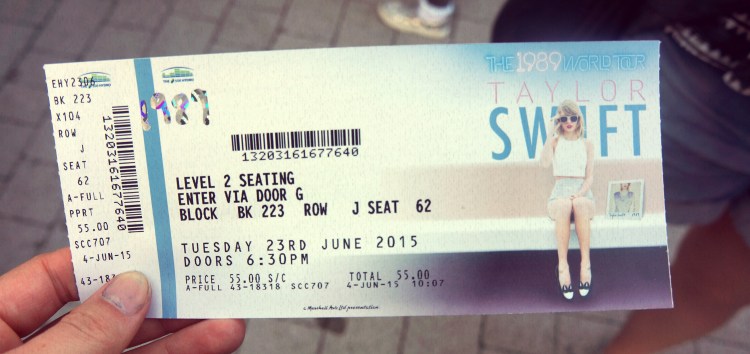 EHY2306
BK 223
X104
ROW
J
SEAT
62
A-FULL
PPRT
55.00
SCC707
4-JUN-15
43-18318
13203161677640
1989
13203161677640
LEVEL 2 SEATING
ENTER VIA DOOR G
BLOCK BK 223 ROW J SEAT 62
TUESDAY 23RD JUNE 2015
DOORS 6:30PM
PRICE 55.00 S/C TOTAL 55.00
A-FULL 43-18318 SCC707 4-JUN-15 10:07
THE 1989 WORLD TOUR
TAYLOR
SWIFT